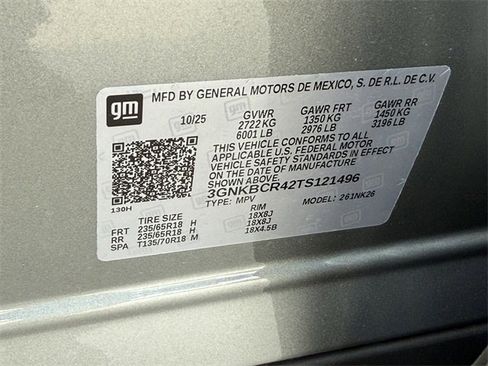 gm
MFD BY GENERAL MOTORS DE MEXICO, S. DE R.L. DE C.V.
10/25 GVWR GAWR FRT GAWR RR
2722 KG 1350 KG 1450 KG
6001 LB 2976 LB 3196 LB
THIS VEHICLE CONFORMS TO ALL
APPLICABLE U.S. FEDERAL MOTOR
VEHICLE SAFETY STANDARDS IN EFFECT
ON THE DATE OF MANUFACTURE
SHOWN ABOVE.
3GNKBCR42TS121496
TYPE: MPV MODEL: 261NK26
130H
TIRE SIZE RIM
FRT 235/65R18 H 18X8J
RR 235/65R18 H 18X8J
SPA T135/70R18 M 18X4.5B